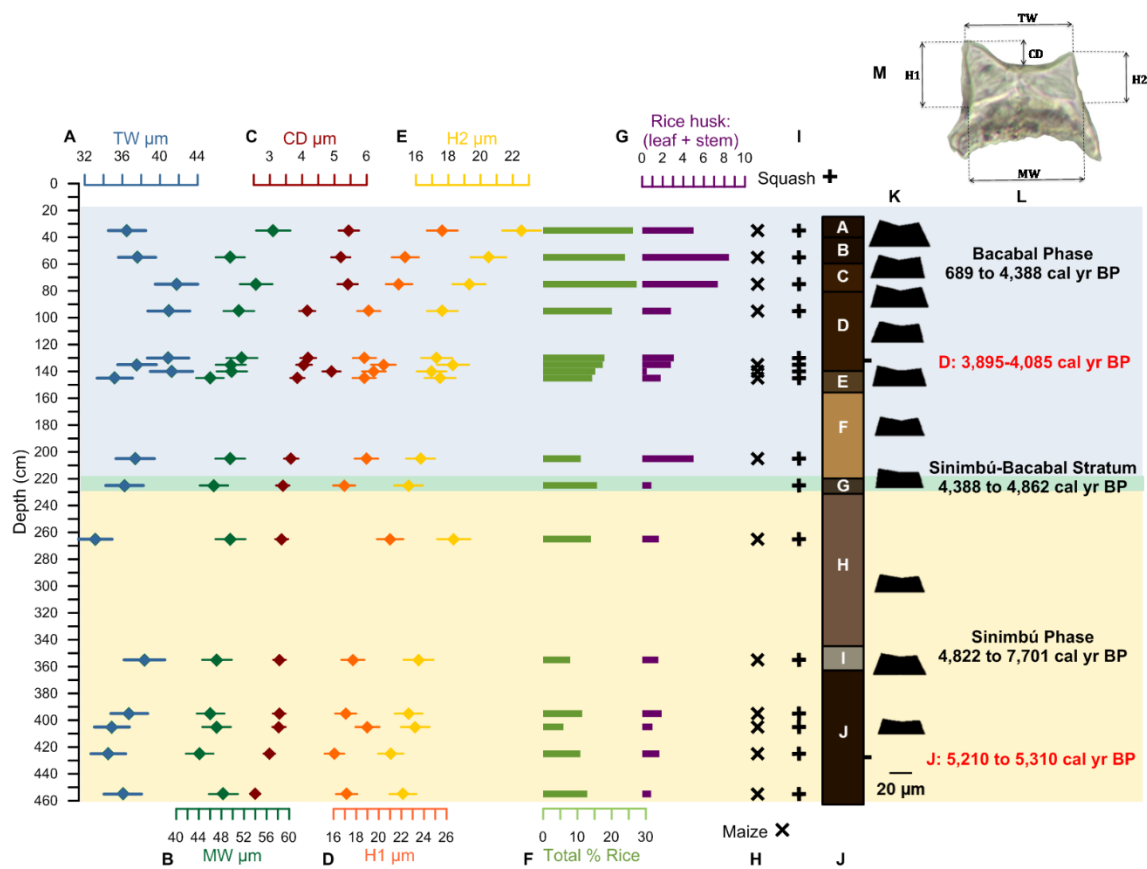 TW
CD
M
H1
H2
MW
A
TW µm
C
CD µm
E
H2 µm
G
Rice husk:
(leaf + stem)
I
32 36 40 44
3 4 5 6
16 18 20 22
0 2 4 6 8 10
Squash
K
L
0
20
40
60
80
100
120
140
160
180
200
220
240
260
280
300
320
340
360
380
400
420
440
460
Depth (cm)
A
B
C
D
E
F
G
H
I
J
Bacabal Phase
689 to 4,388 cal yr BP
D: 3,895-4,085 cal yr BP
Sinimbú-Bacabal Stratum
4,388 to 4,862 cal yr BP
Sinimbú Phase
4,822 to 7,701 cal yr BP
J: 5,210 to 5,310 cal yr BP
20 µm
40 44 48 52 56 60
16 18 20 22 24 26
0 10 20 30
Maize
B
MW µm
D
H1 µm
F
Total % Rice
H
J